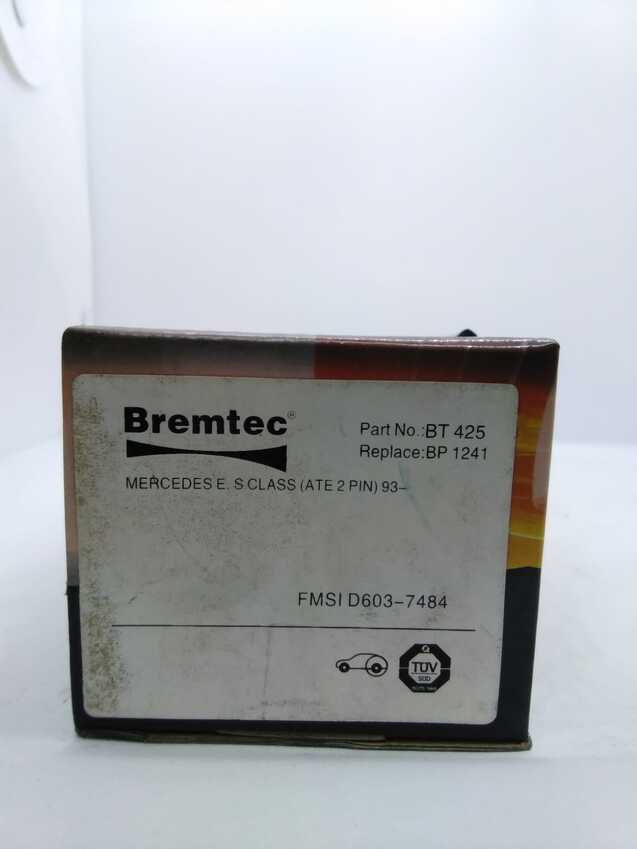 Bremtec®
Part No.:BT 425
Replace:BP 1241
MERCEDES E. S CLASS (ATE 2 PIN) 93–
FMSI D603–7484
TÜV
SÜD